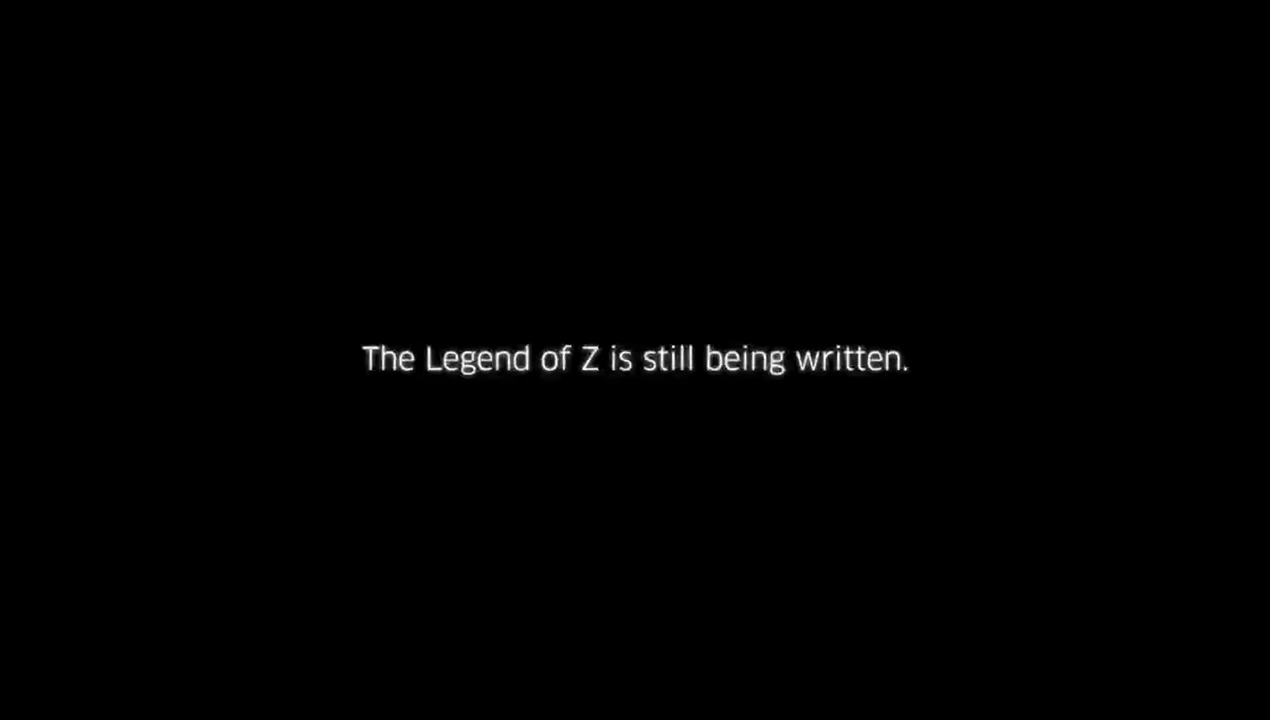 The Legend of Z is still being written.